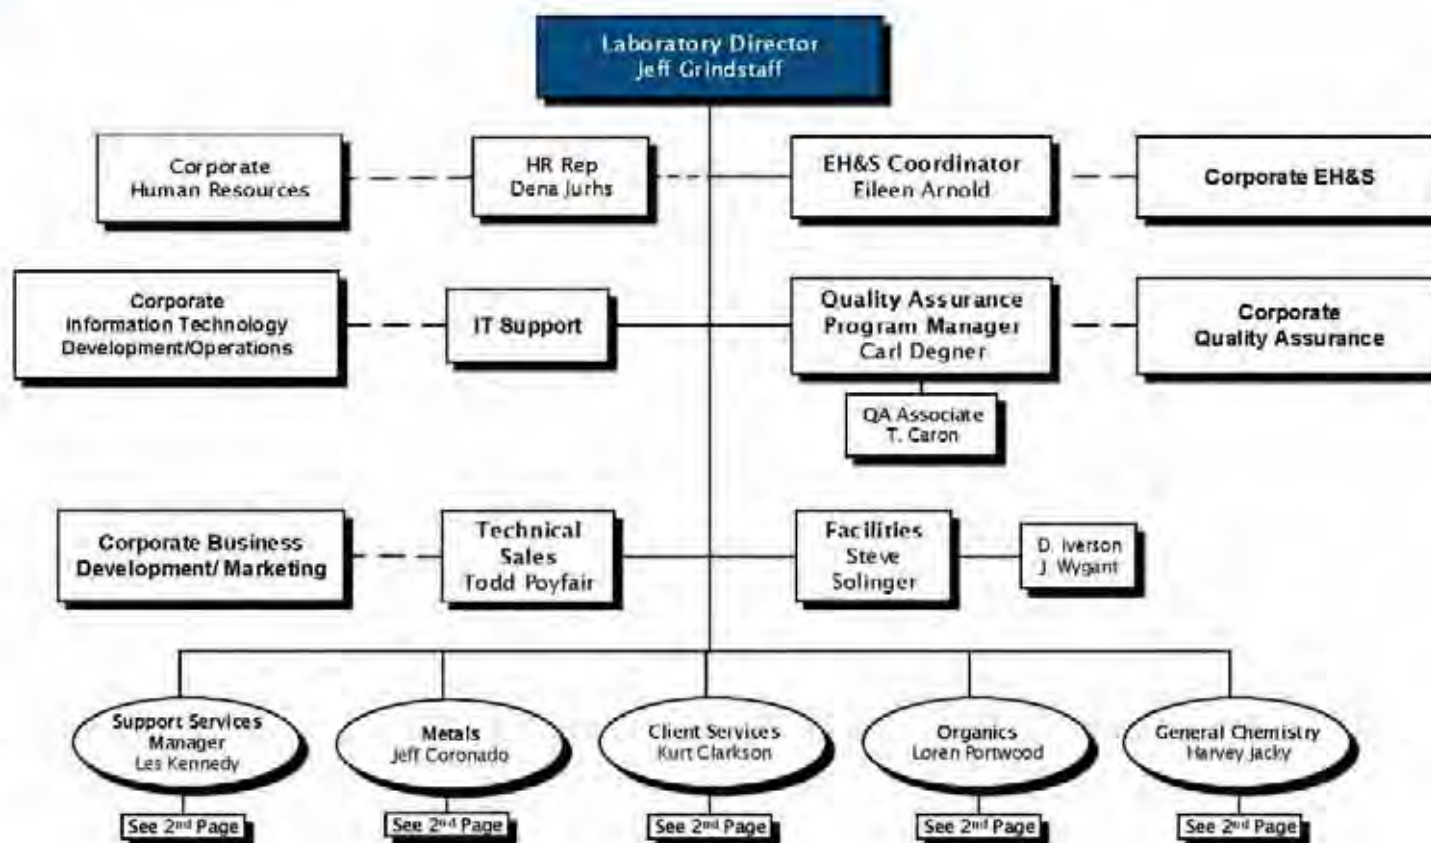 Laboratory Director
Jeff Grindstaff
Corporate
Human Resources
HR Rep
Dena Jurhs
EH&S Coordinator
Eileen Arnold
Corporate EH&S
Corporate
Information Technology
Development/Operations
IT Support
Quality Assurance
Program Manager
Carl Degner
Corporate
Quality Assurance
QA Associate
T. Caron
Corporate Business
Development/ Marketing
Technical
Sales
Todd Poyfair
Facilities
Steve
Solinger
D. Iverson
J. Wygant
Support Services
Manager
Les Kennedy
Metals
Jeff Coronado
Client Services
Kurt Clarkson
Organics
Loren Portwood
General Chemistry
Harvey Jacky
See 2nd Page
See 2nd Page
See 2nd Page
See 2nd Page
See 2nd Page